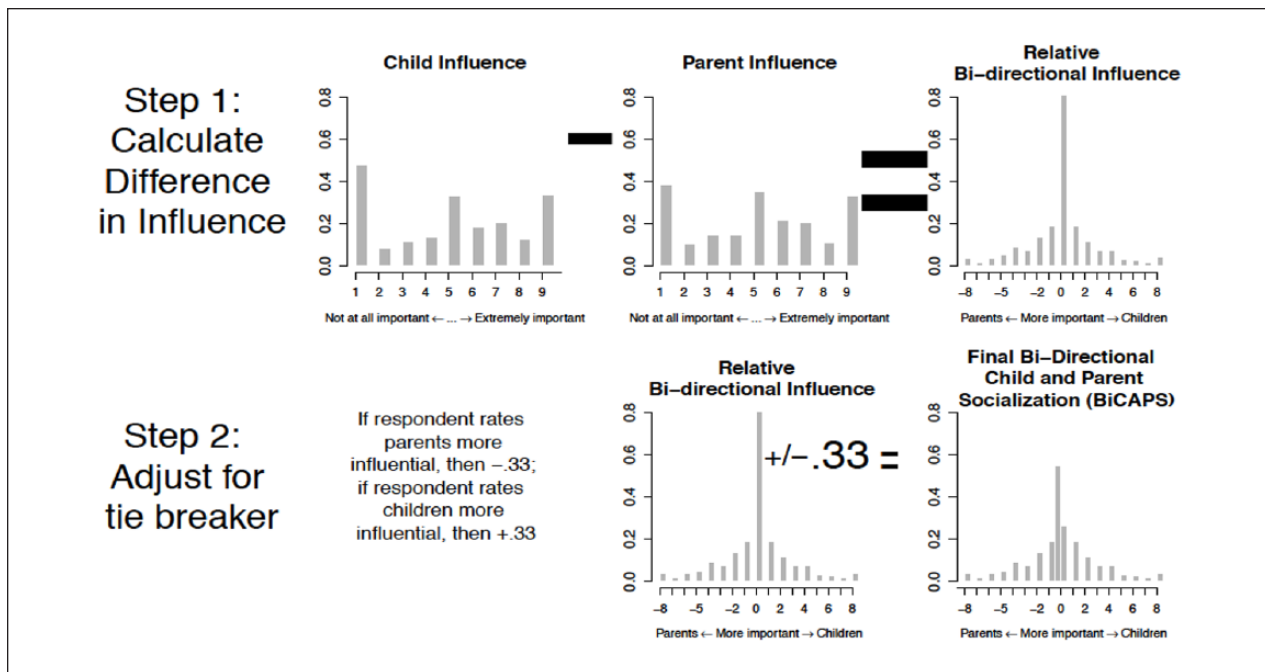 Step 1:
Calculate
Difference
in Influence
Child Influence
0.8
0.6
0.4
0.2
0.0
1 2 3 4 5 6 7 8 9
Not at all important ← ... → Extremely important
Parent Influence
0.8
0.6
0.4
0.2
0.0
1 2 3 4 5 6 7 8 9
Not at all important ← ... → Extremely important
Relative
Bi−directional Influence
0.8
0.6
0.4
0.2
0.0
−8 −5 −2 0 2 4 6 8
Parents ← More important → Children
Step 2:
Adjust for
tie breaker
If respondent rates
parents more
influential, then −.33;
if respondent rates
children more
influential, then +.33
Relative
Bi−directional Influence
0.8
0.6
0.4
0.2
0.0
−8 −5 −2 0 2 4 6 8
Parents ← More important → Children
+/−.33 =
Final Bi−Directional
Child and Parent
Socialization (BiCAPS)
0.8
0.6
0.4
0.2
0.0
−8 −5 −2 0 2 4 6 8
Parents ← More important → Children